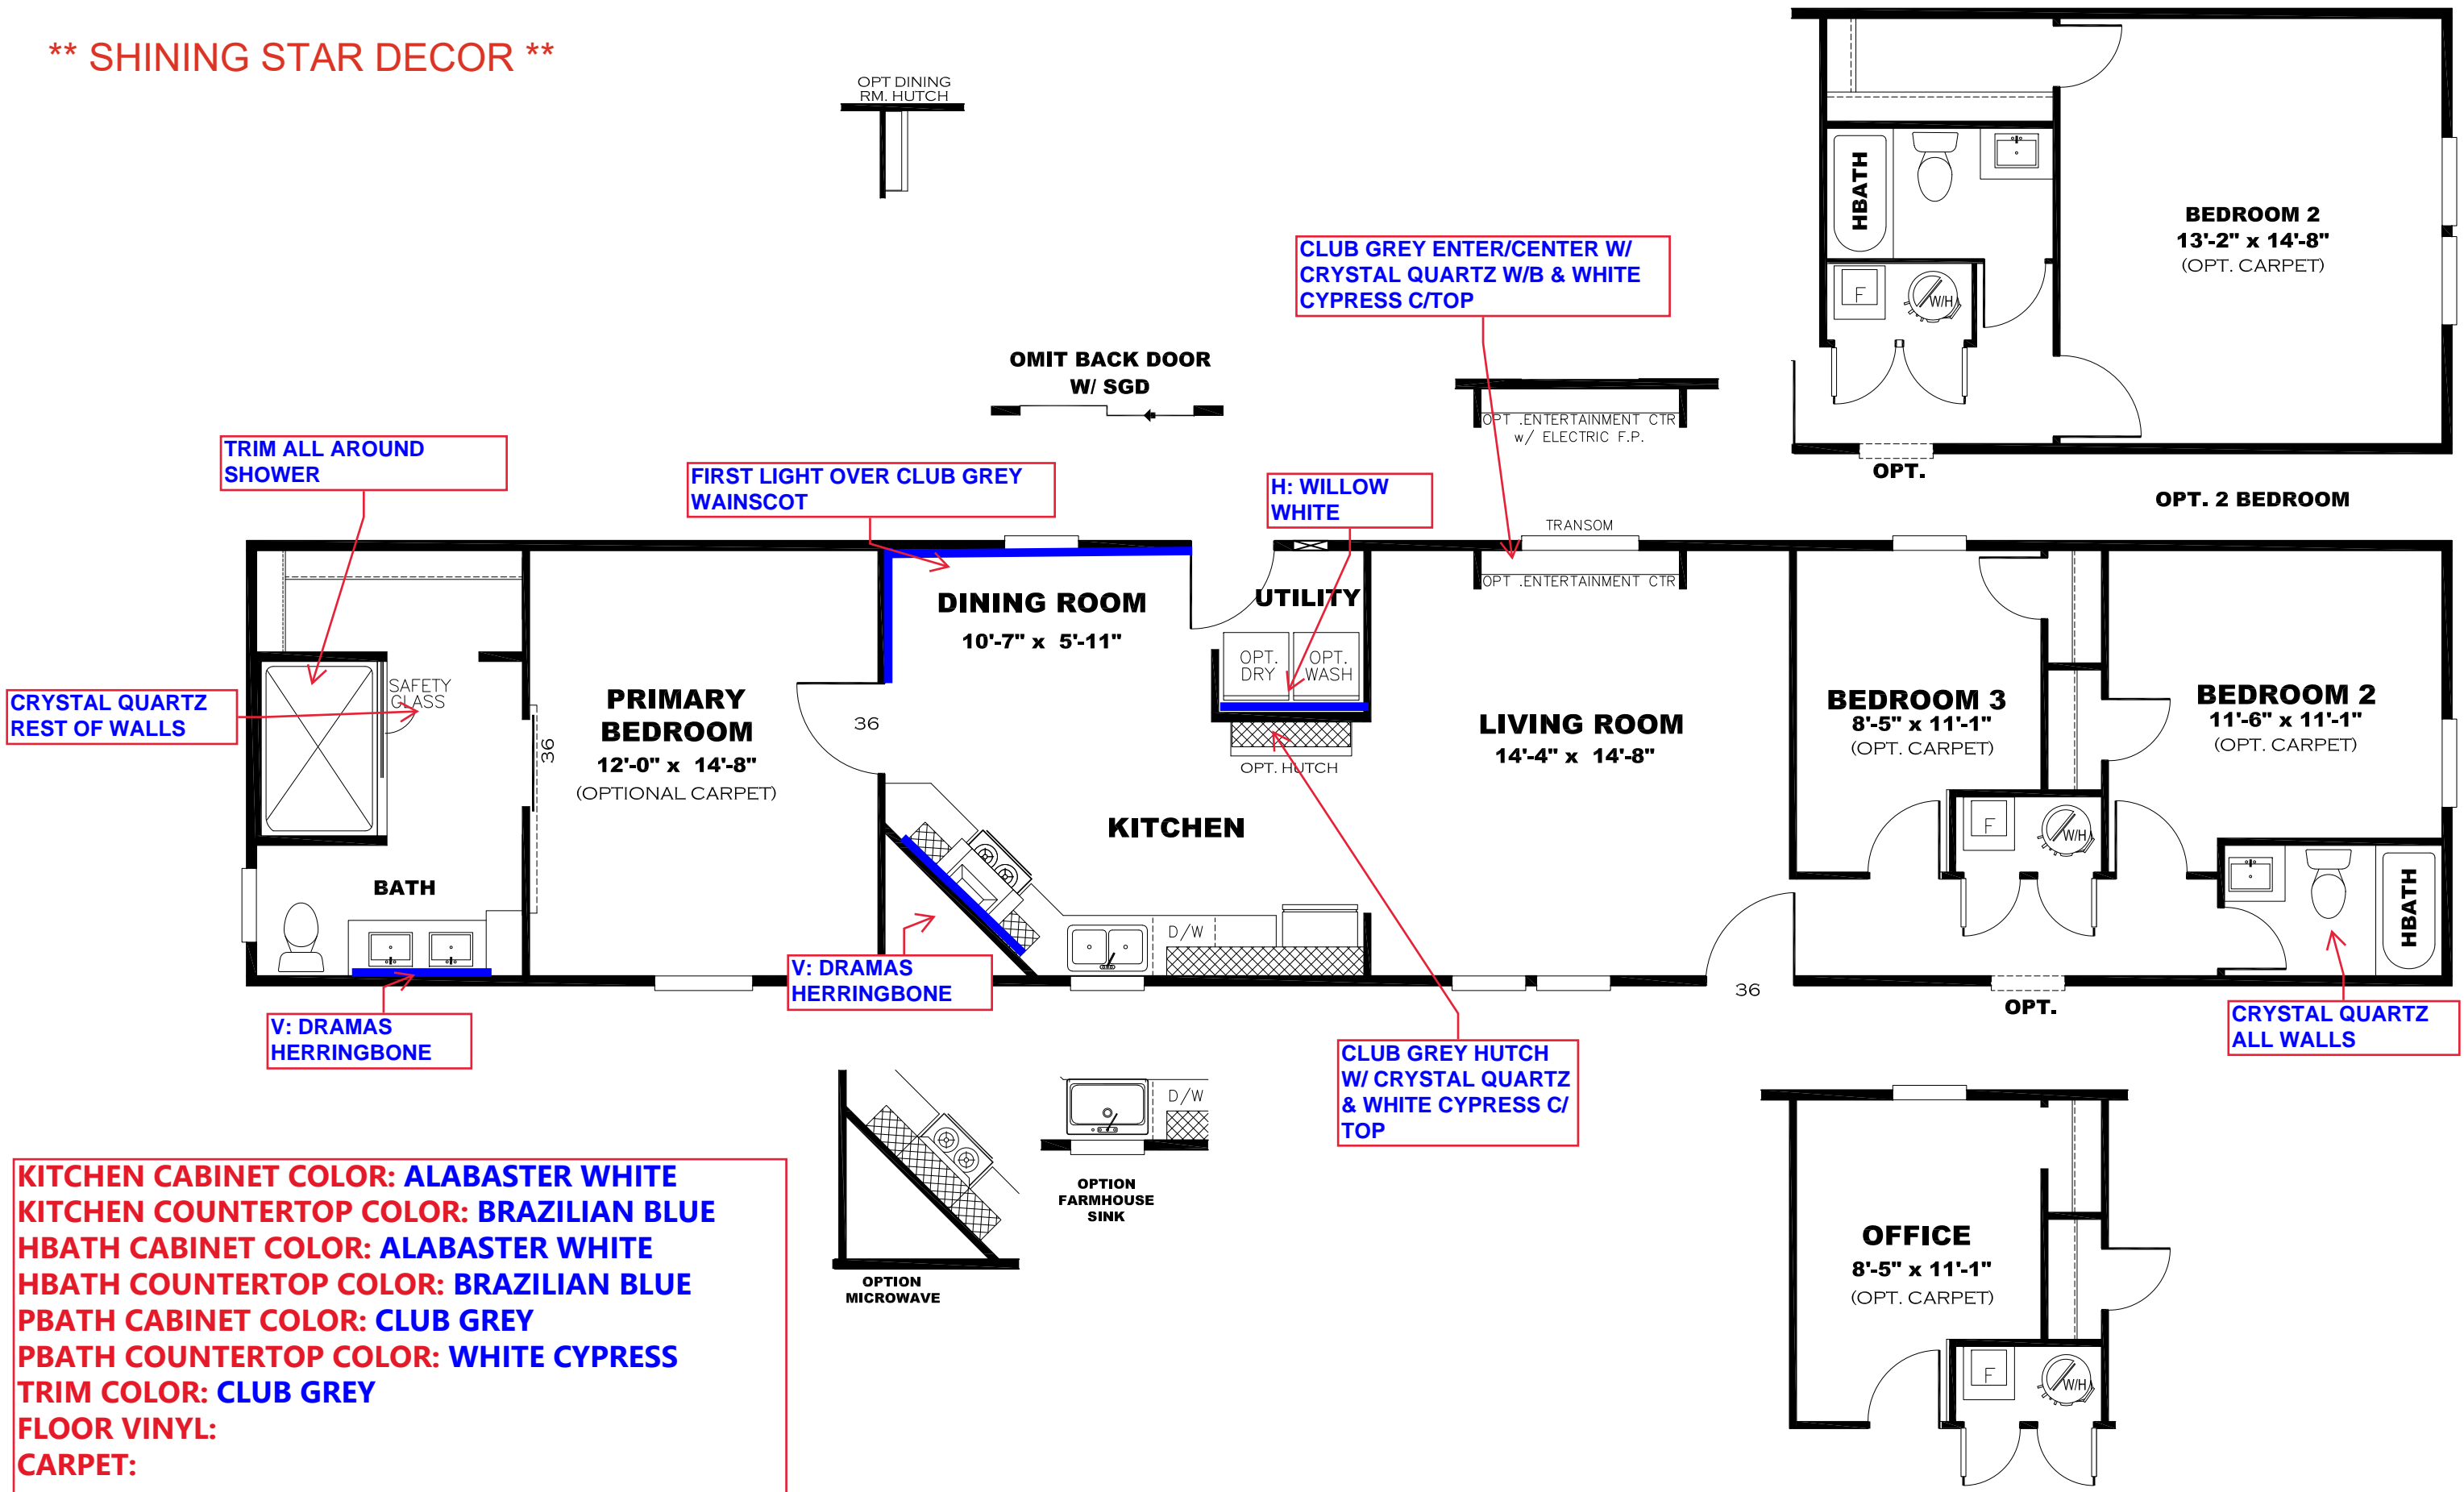 ** SHINING STAR DECOR **
OPT DINING
RM. HUTCH
HBATH
BEDROOM 2
13'-2" x 14'-8"
(OPT. CARPET)
F
W/H
OPT.
OPT. 2 BEDROOM
CLUB GREY ENTER/CENTER W/
CRYSTAL QUARTZ W/B & WHITE
CYPRESS C/TOP
OMIT BACK DOOR
W/ SGD
OPT .ENTERTAINMENT CTR
w/ ELECTRIC F.P.
TRIM ALL AROUND
SHOWER
FIRST LIGHT OVER CLUB GREY
WAINSCOT
H: WILLOW
WHITE
TRANSOM
OPT .ENTERTAINMENT CTR
DINING ROOM
10'-7" x 5'-11"
UTILITY
OPT.
DRY
OPT.
WASH
SAFETY
GLASS
CRYSTAL QUARTZ
REST OF WALLS
36
PRIMARY
BEDROOM
12'-0" x 14'-8"
(OPTIONAL CARPET)
36
OPT. HUTCH
LIVING ROOM
14'-4" x 14'-8"
BEDROOM 3
8'-5" x 11'-1"
(OPT. CARPET)
BEDROOM 2
11'-6" x 11'-1"
(OPT. CARPET)
KITCHEN
F
W/H
BATH
D/W
HBATH
V: DRAMAS
HERRINGBONE
V: DRAMAS
HERRINGBONE
36
OPT.
CRYSTAL QUARTZ
ALL WALLS
CLUB GREY HUTCH
W/ CRYSTAL QUARTZ
& WHITE CYPRESS C/
TOP
D/W
OPTION
FARMHOUSE
SINK
OPTION
MICROWAVE
OFFICE
8'-5" x 11'-1"
(OPT. CARPET)
F
W/H
KITCHEN CABINET COLOR: ALABASTER WHITE
KITCHEN COUNTERTOP COLOR: BRAZILIAN BLUE
HBATH CABINET COLOR: ALABASTER WHITE
HBATH COUNTERTOP COLOR: BRAZILIAN BLUE
PBATH CABINET COLOR: CLUB GREY
PBATH COUNTERTOP COLOR: WHITE CYPRESS
TRIM COLOR: CLUB GREY
FLOOR VINYL:
CARPET: